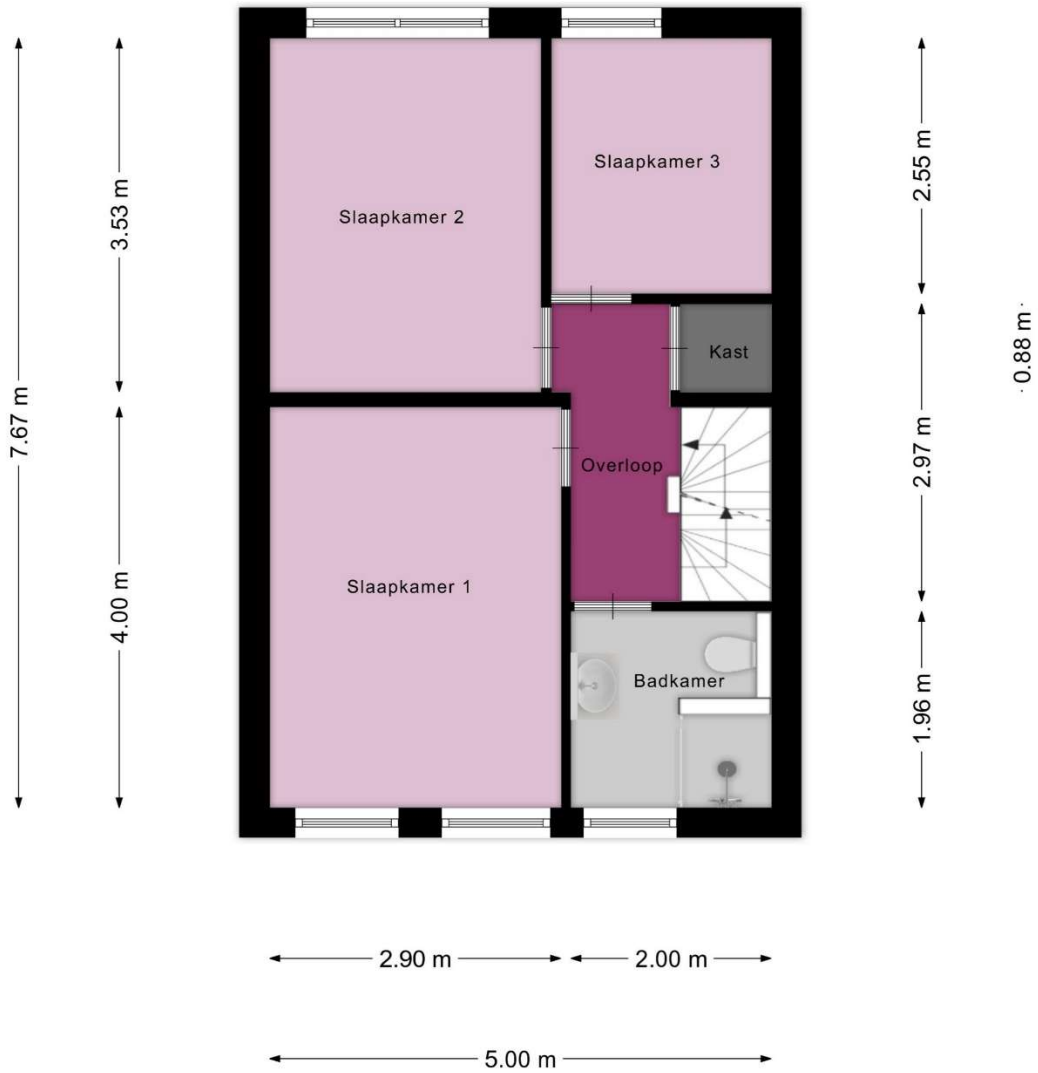 Slaapkamer 3
Slaapkamer 2
Kast
Overloop
Slaapkamer 1
Badkamer
7.67 m
3.53 m
4.00 m
2.55 m
2.97 m
1.96 m
0.88 m
2.90 m
2.00 m
5.00 m